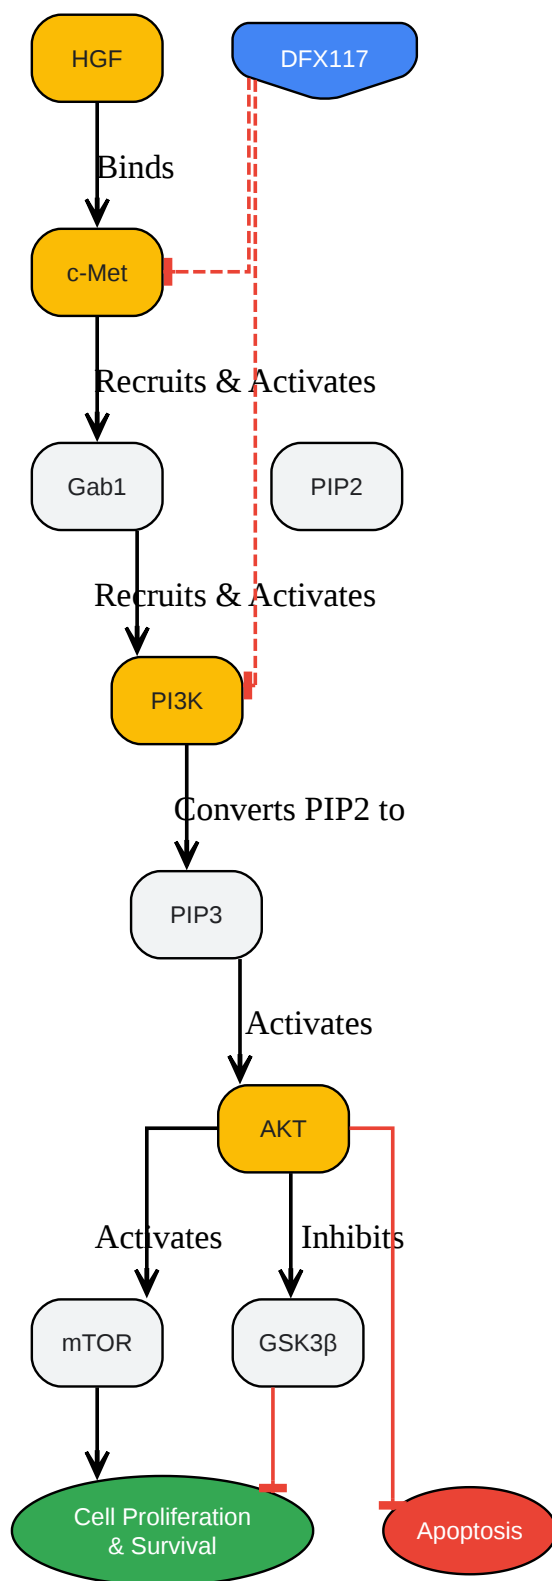 HGF
DFX117
Binds
c-Met
Recruits & Activates
Gab1
PIP2
Recruits & Activates
PI3K
Converts PIP2 to
PIP3
Activates
AKT
Activates
Inhibits
mTOR
GSK3β
Cell Proliferation
& Survival
Apoptosis